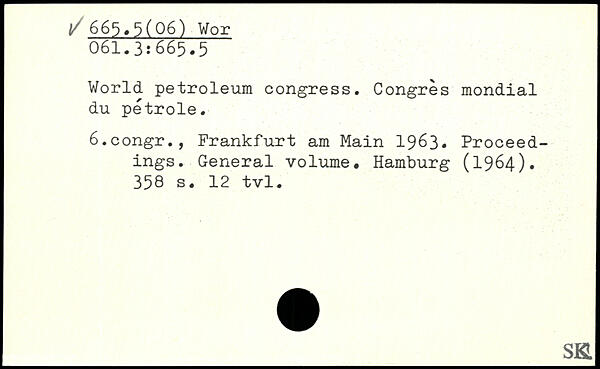 665.5(06) Wor
061.3:665.5
World petroleum congress. Congrès mondial
du pétrole.
6.congr., Frankfurt am Main 1963. Proceed-
ings. General volume. Hamburg (1964).
358 s. 12 tvl.